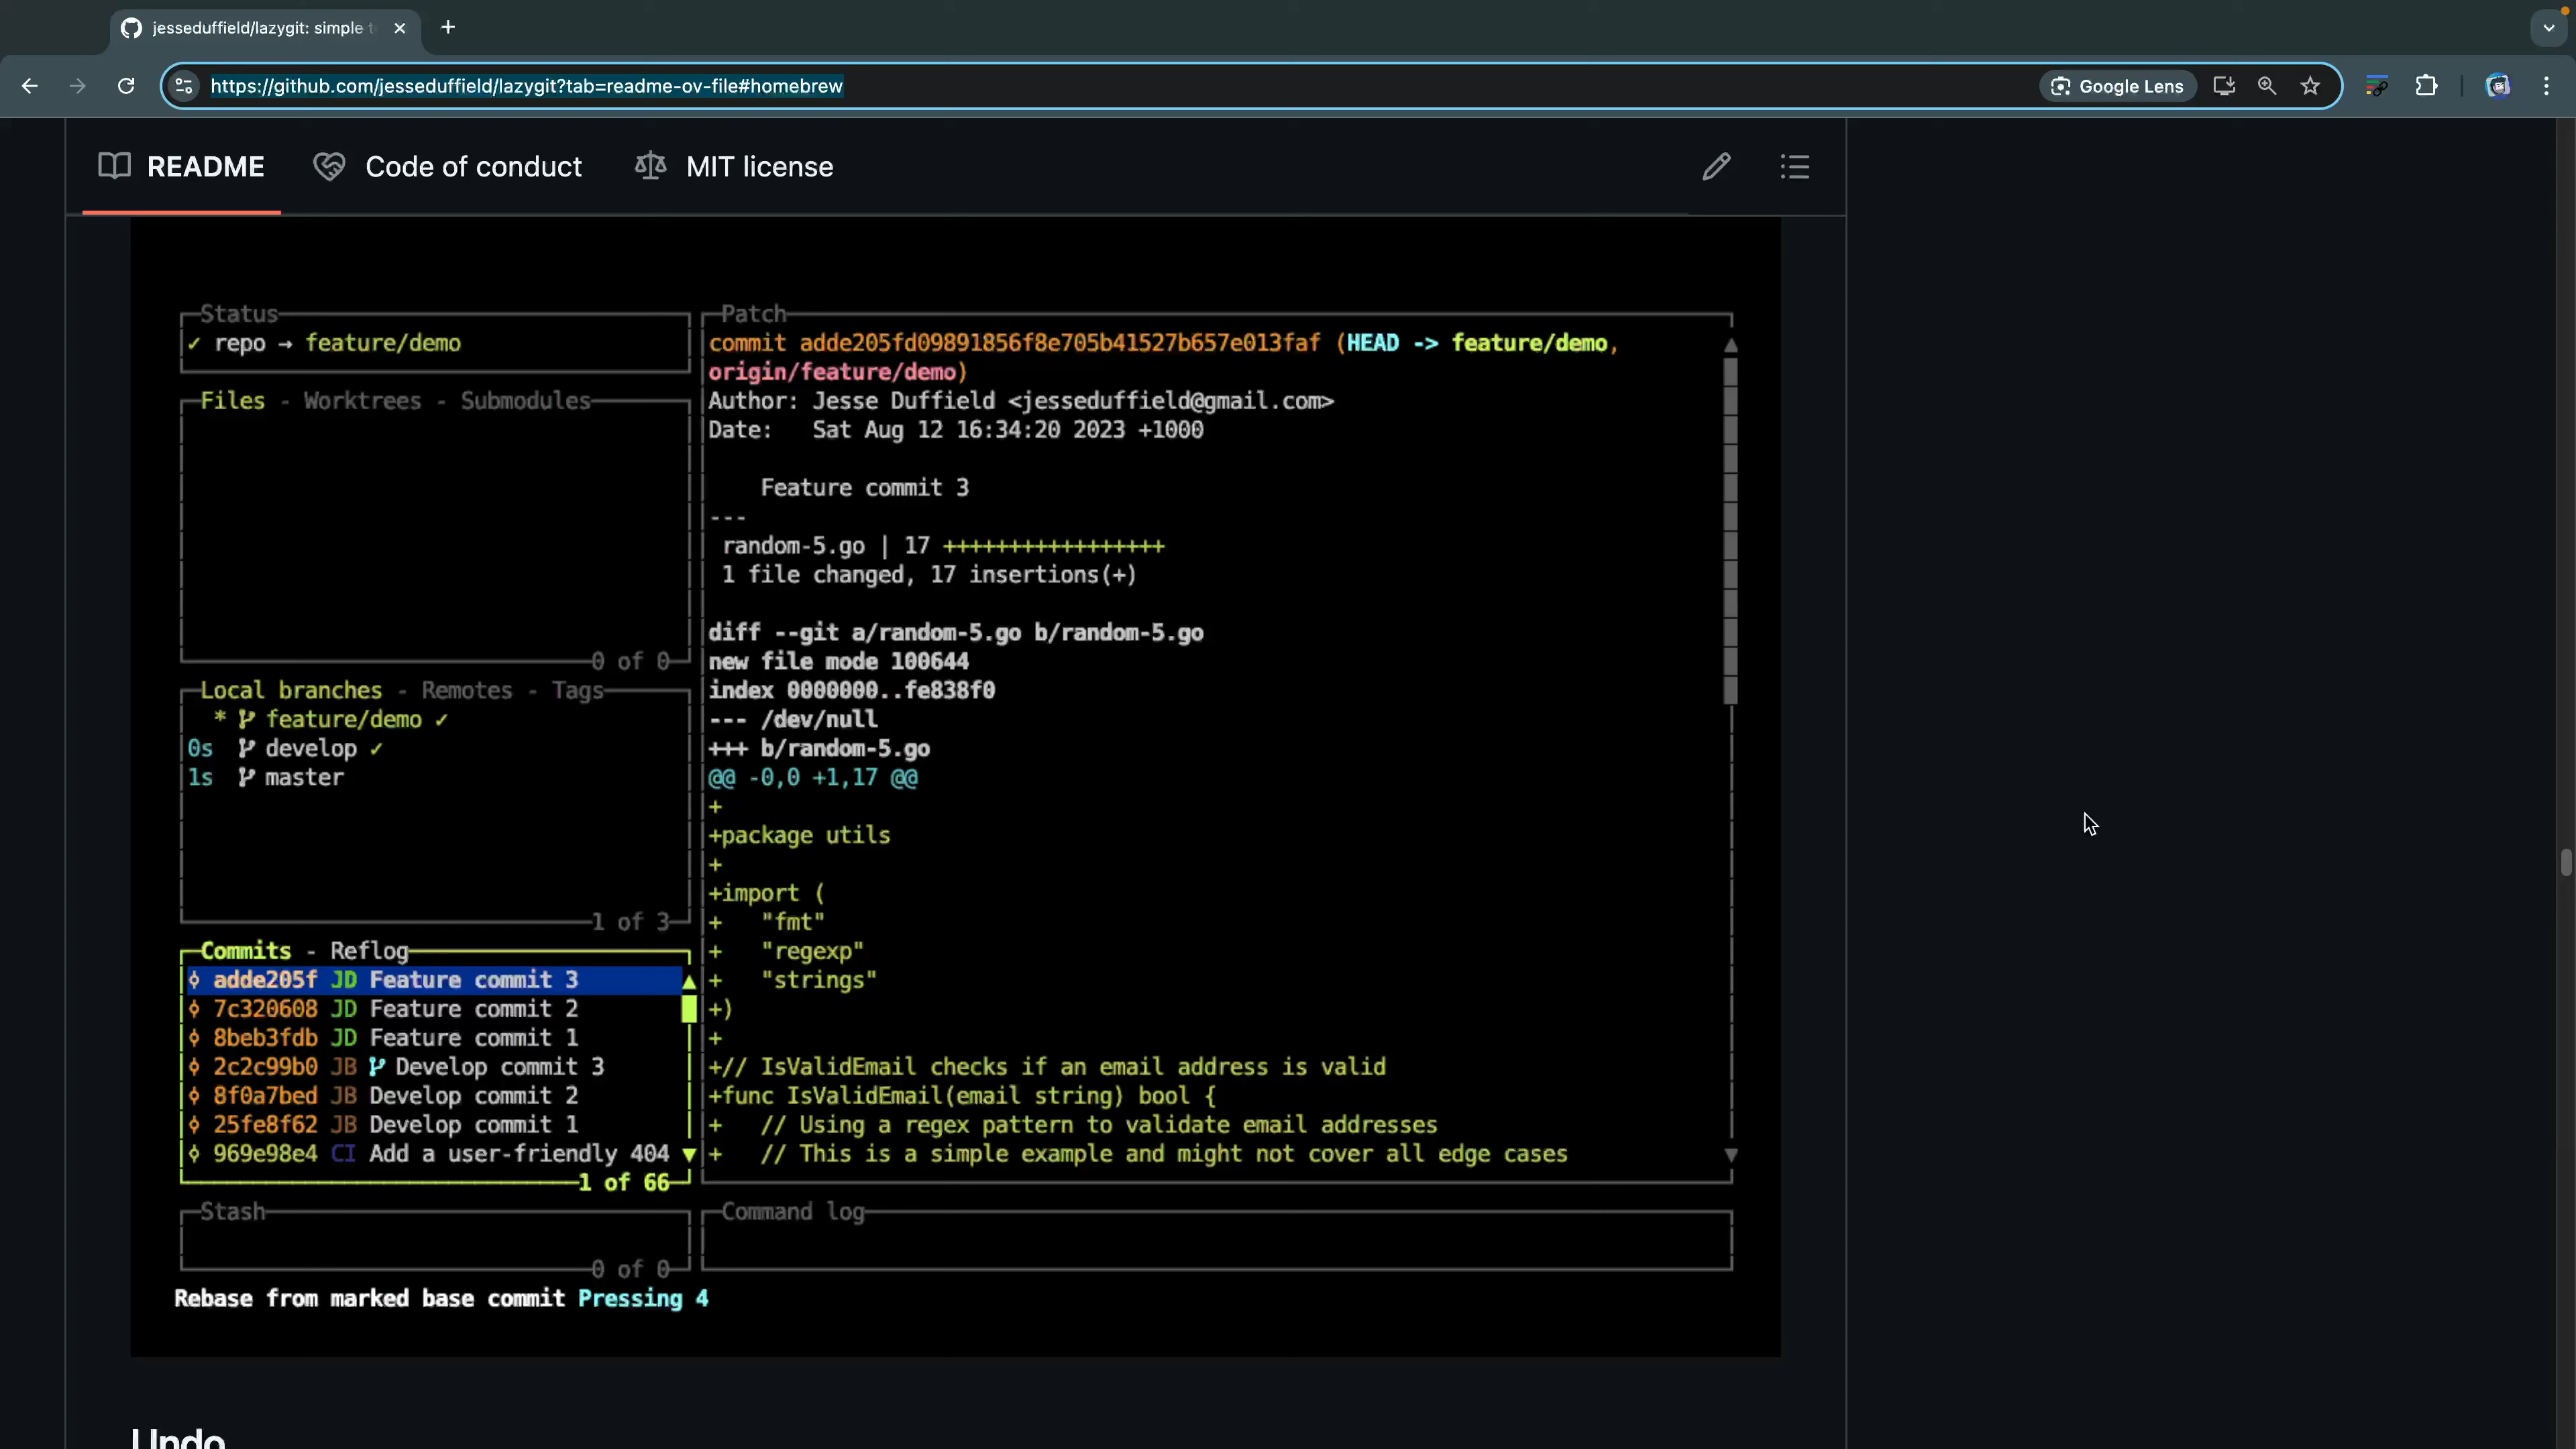 jesseduffield/lazygit: simple t
https://github.com/jesseduffield/lazygit?tab=readme-ov-file#homebrew
Google Lens
README
Code of conduct
MIT license
Status
✓ repo → feature/demo
Files - Worktrees - Submodules
0 of 0
Local branches - Remotes - Tags
* feature/demo ✓
0s develop ✓
1s master
1 of 3
Commits - Reflog
adde205f JD Feature commit 3
7c320608 JD Feature commit 2
8beb3fdb JD Feature commit 1
2c2c99b0 JB Develop commit 3
8f0a7bed JB Develop commit 2
25fe8f62 JB Develop commit 1
969e98e4 CI Add a user-friendly 404
1 of 66
Stash
0 of 0
Patch
commit adde205fd09891856f8e705b41527b657e013faf (HEAD -> feature/demo,
origin/feature/demo)
Author: Jesse Duffield <jesseduffield@gmail.com>
Date:   Sat Aug 12 16:34:20 2023 +1000
Feature commit 3
---
random-5.go | 17 +++++++++++++++++
1 file changed, 17 insertions(+)
diff --git a/random-5.go b/random-5.go
new file mode 100644
index 0000000..fe838f0
--- /dev/null
+++ b/random-5.go
@@ -0,0 +1,17 @@
+
+package utils
+
+import (
+   "fmt"
+   "regexp"
+   "strings"
+)
+
+// IsValidEmail checks if an email address is valid
+func IsValidEmail(email string) bool {
+   // Using a regex pattern to validate email addresses
+   // This is a simple example and might not cover all edge cases
Command log
Rebase from marked base commit Pressing 4
Undo